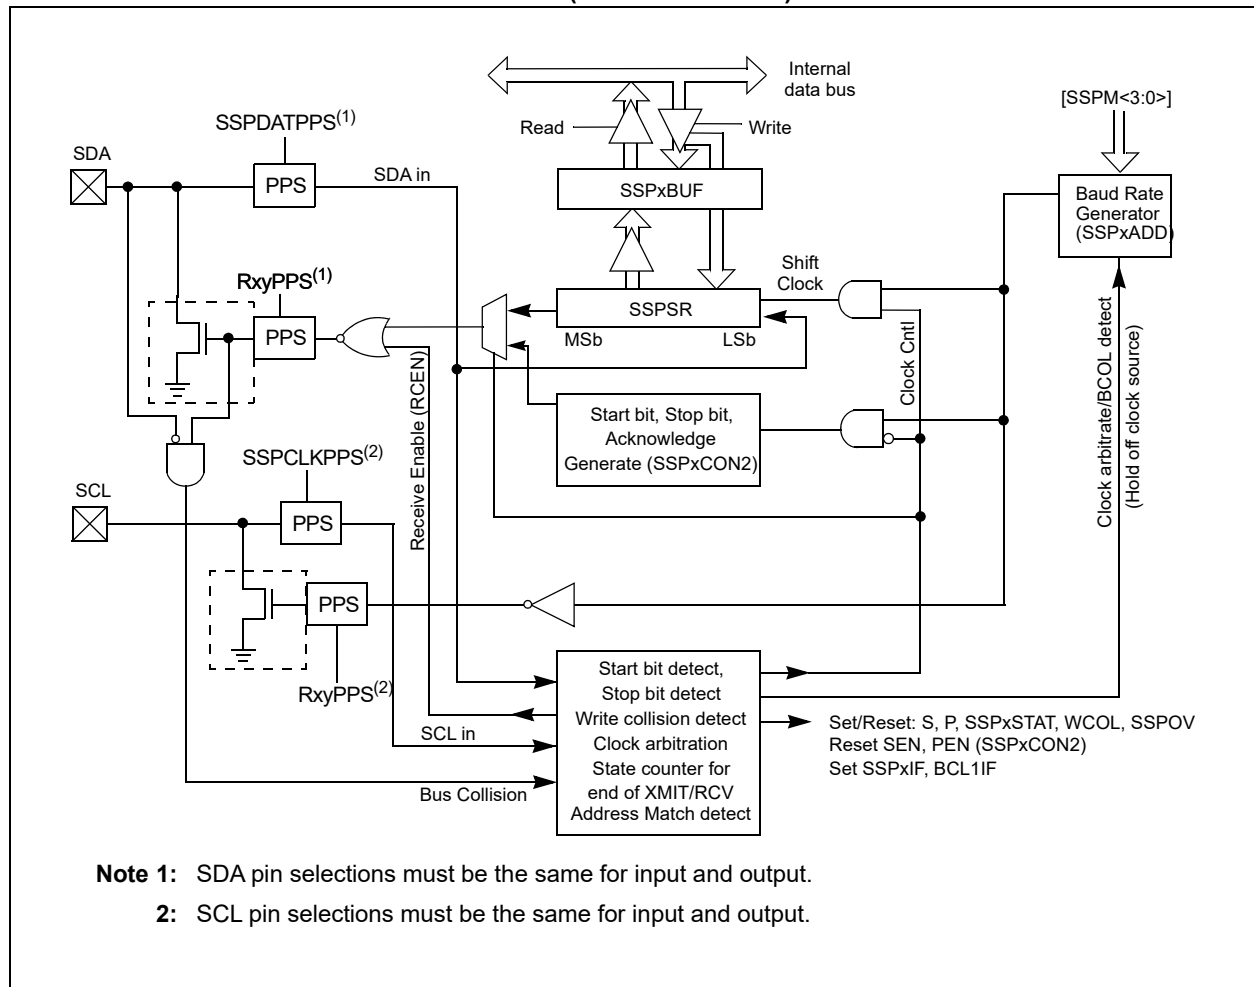 Internal
data bus
[SSPM<3:0>]
Read
Write
SSPDATPPS(1)
SDA
PPS
SDA in
SSPxBUF
Baud Rate
Generator
(SSPxADD)
RxyPPS(1)
Shift
Clock
PPS
SSPSR
MSb
LSb
Receive Enable (RCEN)
Clock Cntl
Clock arbitrate/BCOL detect
(Hold off clock source)
Start bit, Stop bit,
Acknowledge
Generate (SSPxCON2)
SSPCLKPPS(2)
SCL
PPS
PPS
RxyPPS(2)
SCL in
Bus Collision
Start bit detect,
Stop bit detect
Write collision detect
Clock arbitration
State counter for
end of XMIT/RCV
Address Match detect
Set/Reset: S, P, SSPxSTAT, WCOL, SSPOV
Reset SEN, PEN (SSPxCON2)
Set SSPxIF, BCL1IF
Note 1: SDA pin selections must be the same for input and output.
2: SCL pin selections must be the same for input and output.